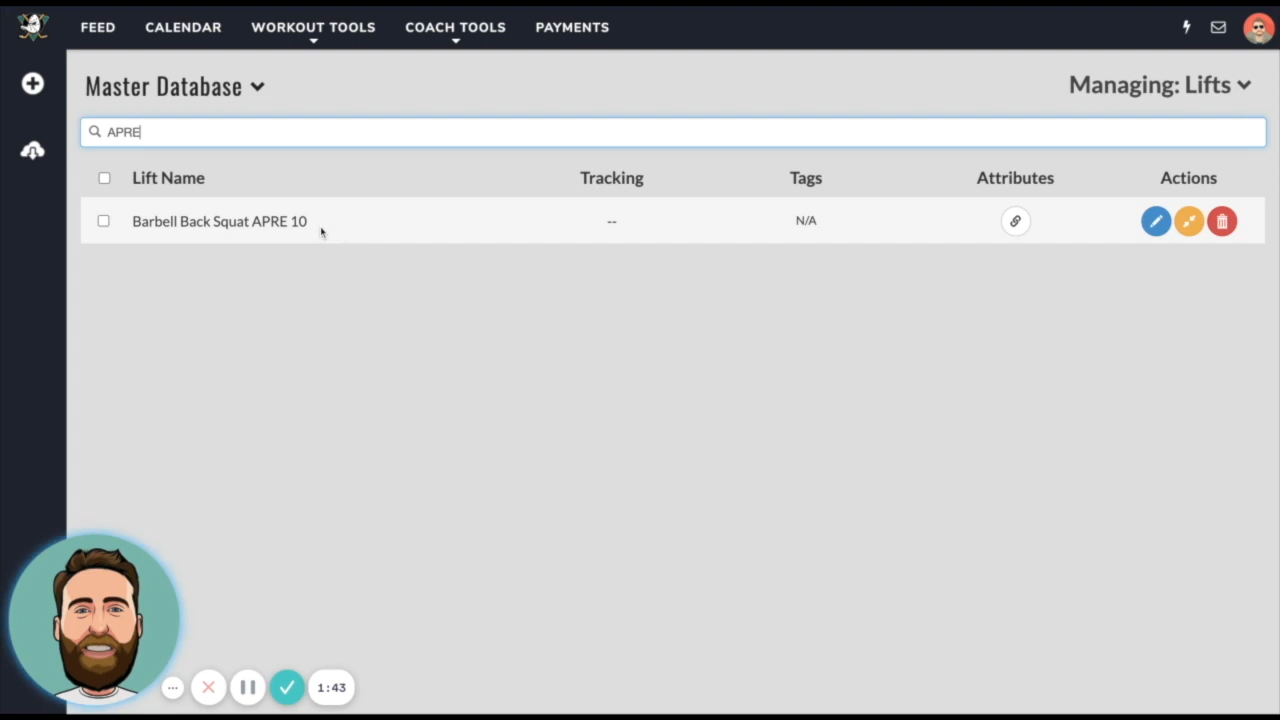 FEED CALENDAR WORKOUT TOOLS COACH TOOLS PAYMENTS
Master Database
Managing: Lifts
APRE
Lift Name Tracking Tags Attributes Actions
Barbell Back Squat APRE 10 -- N/A
1:43